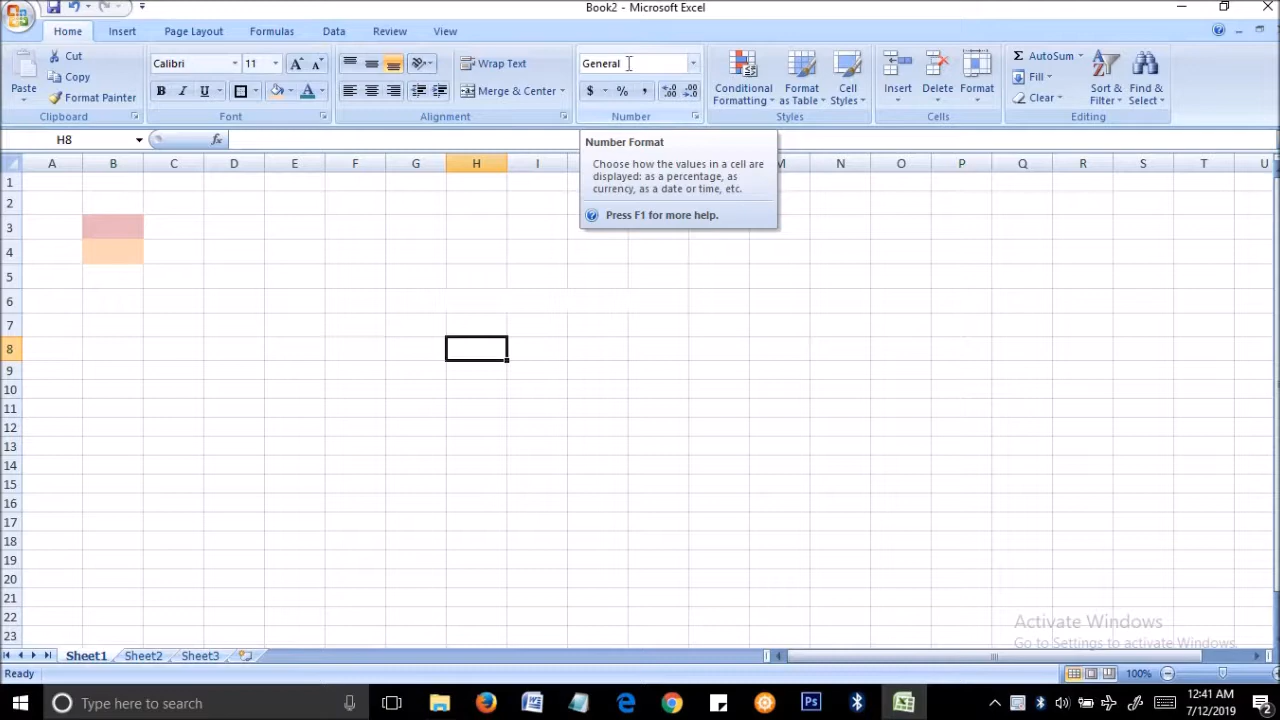 Book2 - Microsoft Excel
Home Insert Page Layout Formulas Data Review View
Cut
Copy
Format Painter
Paste
Clipboard
Calibri 11
B I U
Font
Wrap Text
Merge & Center
Alignment
General
$ % ,
Number
Conditional Formatting
Format as Table
Cell Styles
Styles
Insert Delete Format
Cells
AutoSum
Fill
Clear
Sort & Filter
Find & Select
Editing
H8 fx
Number Format
Choose how the values in a cell are
displayed: as a percentage, as
currency, as a date or time, etc.
Press F1 for more help.
A B C D E F G H I M N O P Q R S T U
1
2
3
4
5
6
7
8
9
10
11
12
13
14
15
16
17
18
19
20
21
22
23
Activate Windows
Go to Settings to activate Windows.
Sheet1 Sheet2 Sheet3
Ready 100%
Type here to search
12:41 AM
7/12/2019
2